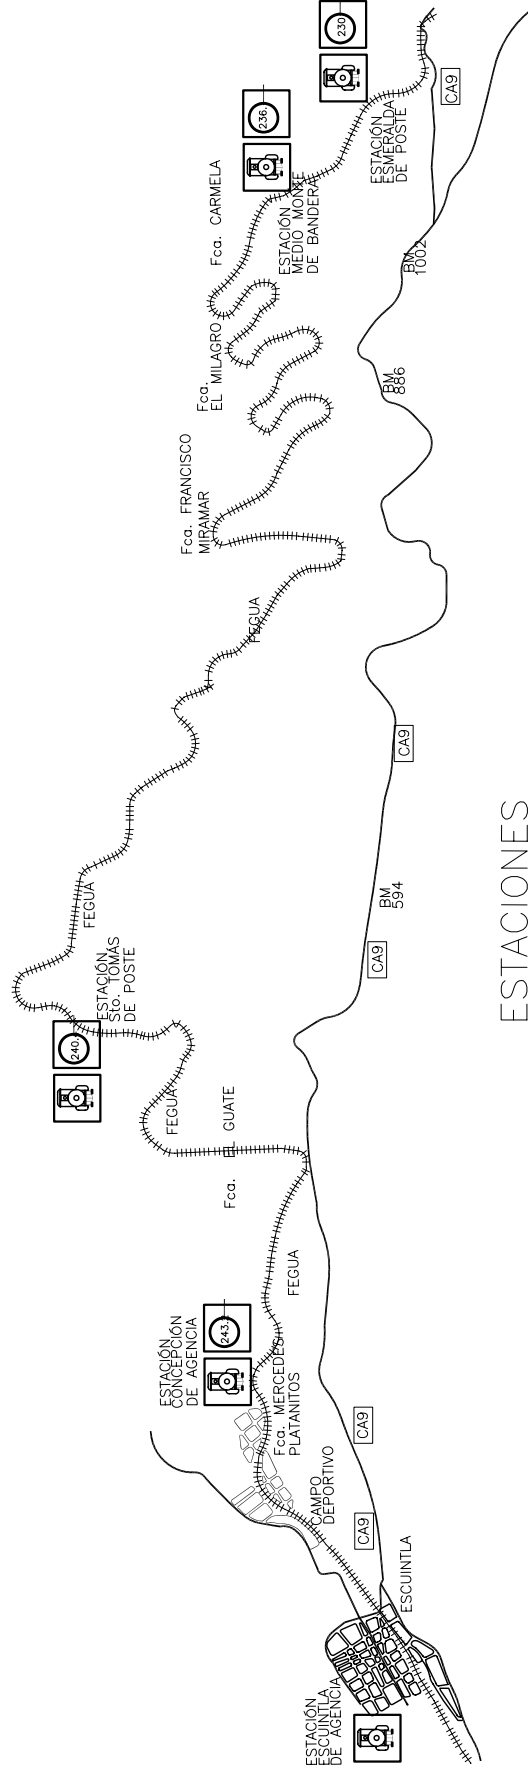 230
CA9
ESTACIÓN
ESMERALDA
DE POSTE
236.
Fca. CARMELA
ESTACIÓN
MEDIO MONTE
DE BANDERA
BM
1002
Fca.
EL MILAGRO
BM
886
Fca. FRANCISCO
MIRAMAR
FEGUA
CA9
FEGUA
BM
594
CA9
ESTACIÓN
Sto. TOMÁS
DE POSTE
240.
ESTACIONES
FEGUA
Fca. EL GUATE
FEGUA
243.2
ESTACIÓN
CONCEPCIÓN
DE AGENCIA
Fca. MERCEDES
PLATANITOS
CA9
CAMPO
DEPORTIVO
CA9
ESCUINTLA
ESTACIÓN
ESCUINTLA
DE AGENCIA